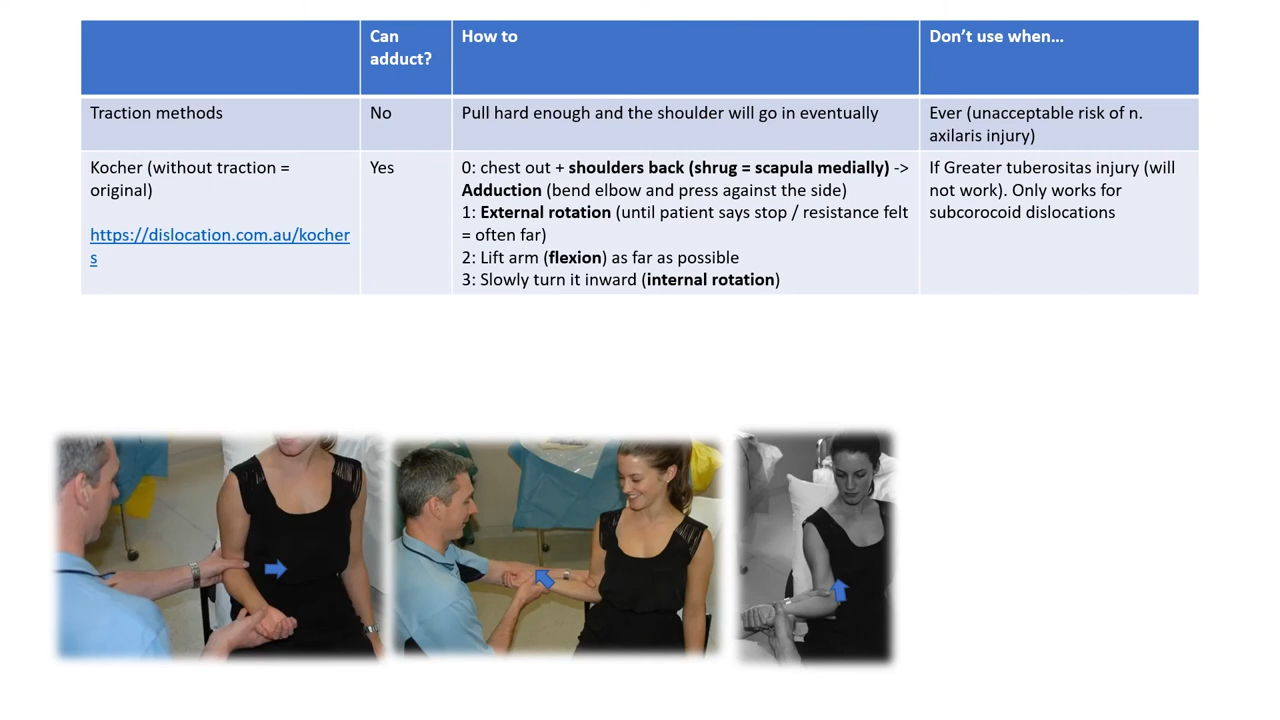 Can
adduct?
How to
Don't use when…
Traction methods
No
Pull hard enough and the shoulder will go in eventually
Ever (unacceptable risk of n.
axilaris injury)
Kocher (without traction =
original)
https://dislocation.com.au/kocher
s
Yes
0: chest out + shoulders back (shrug = scapula medially) ->
Adduction (bend elbow and press against the side)
1: External rotation (until patient says stop / resistance felt
= often far)
2: Lift arm (flexion) as far as possible
3: Slowly turn it inward (internal rotation)
If Greater tuberositas injury (will
not work). Only works for
subcorocoid dislocations